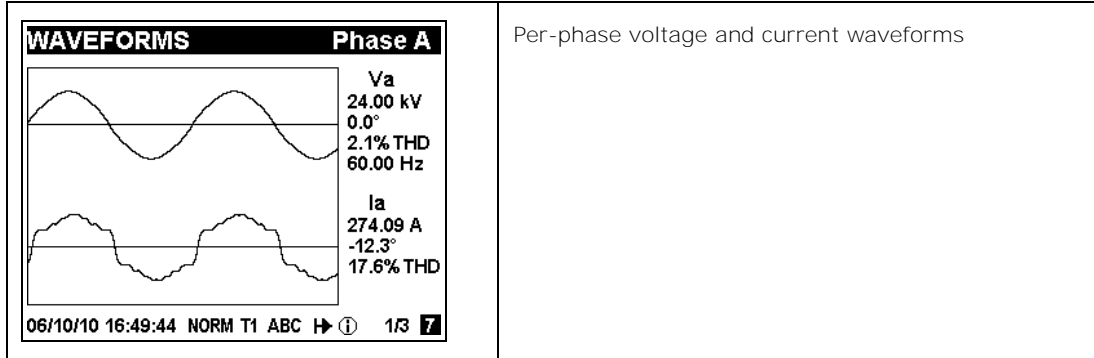 WAVEFORMS Phase A
Va
24.00 kV
0.0°
2.1% THD
60.00 Hz
Ia
274.09 A
-12.3°
17.6% THD
06/10/10 16:49:44 NORM T1 ABC 1/3 7
Per-phase voltage and current waveforms